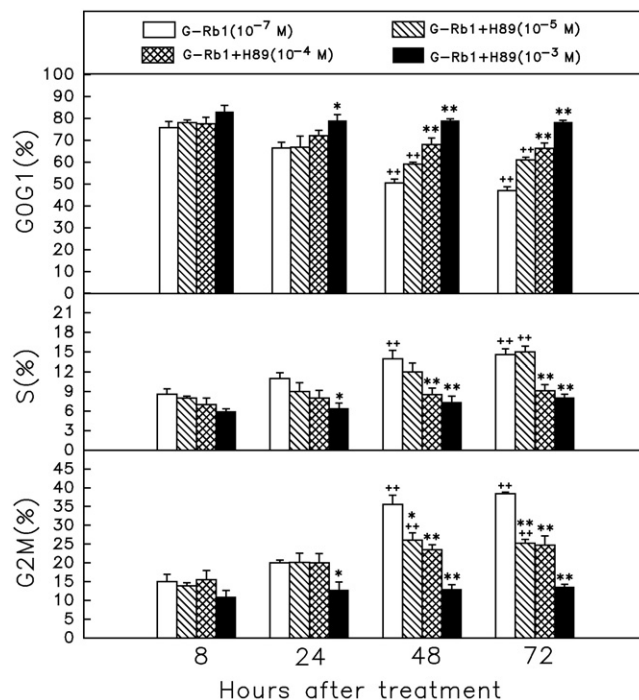 G-Rb1(10⁻⁷ M) G-Rb1+H89(10⁻⁵ M)
G-Rb1+H89(10⁻⁴ M) G-Rb1+H89(10⁻³ M)
G0G1(%)
100
90
80
70
60
50
40
30
20
10
0
*
++ ++ ** **
++ ** **
S(%)
21
18
15
12
9
6
3
0
*
++ ** **
++ ++ ** **
G2M(%)
45
40
35
30
25
20
15
10
5
0
*
++ * ++ ** **
++ ** ++ ** **
8 24 48 72
Hours after treatment